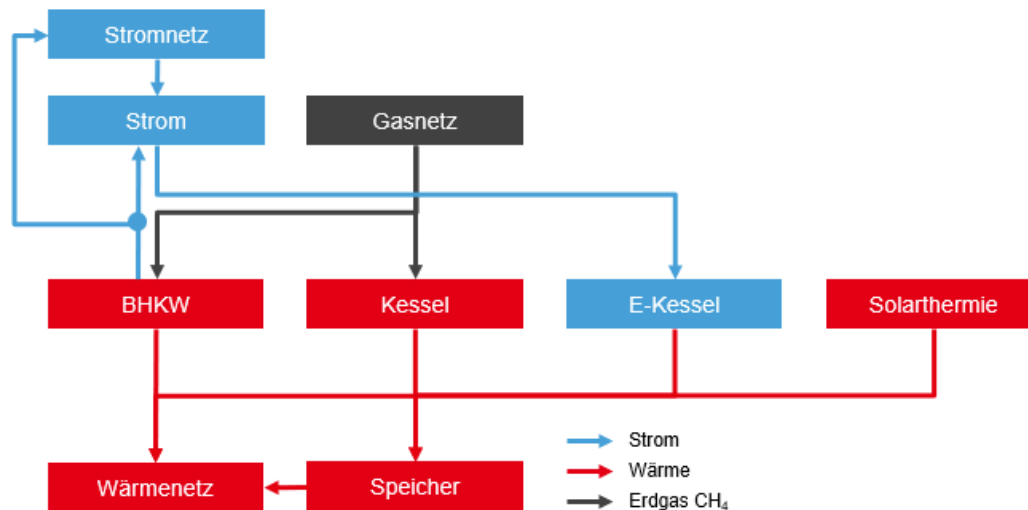 Stromnetz
Strom
Gasnetz
BHKW
Kessel
E-Kessel
Solarthermie
Strom
Wärme
Erdgas CH₄
Wärmenetz
Speicher